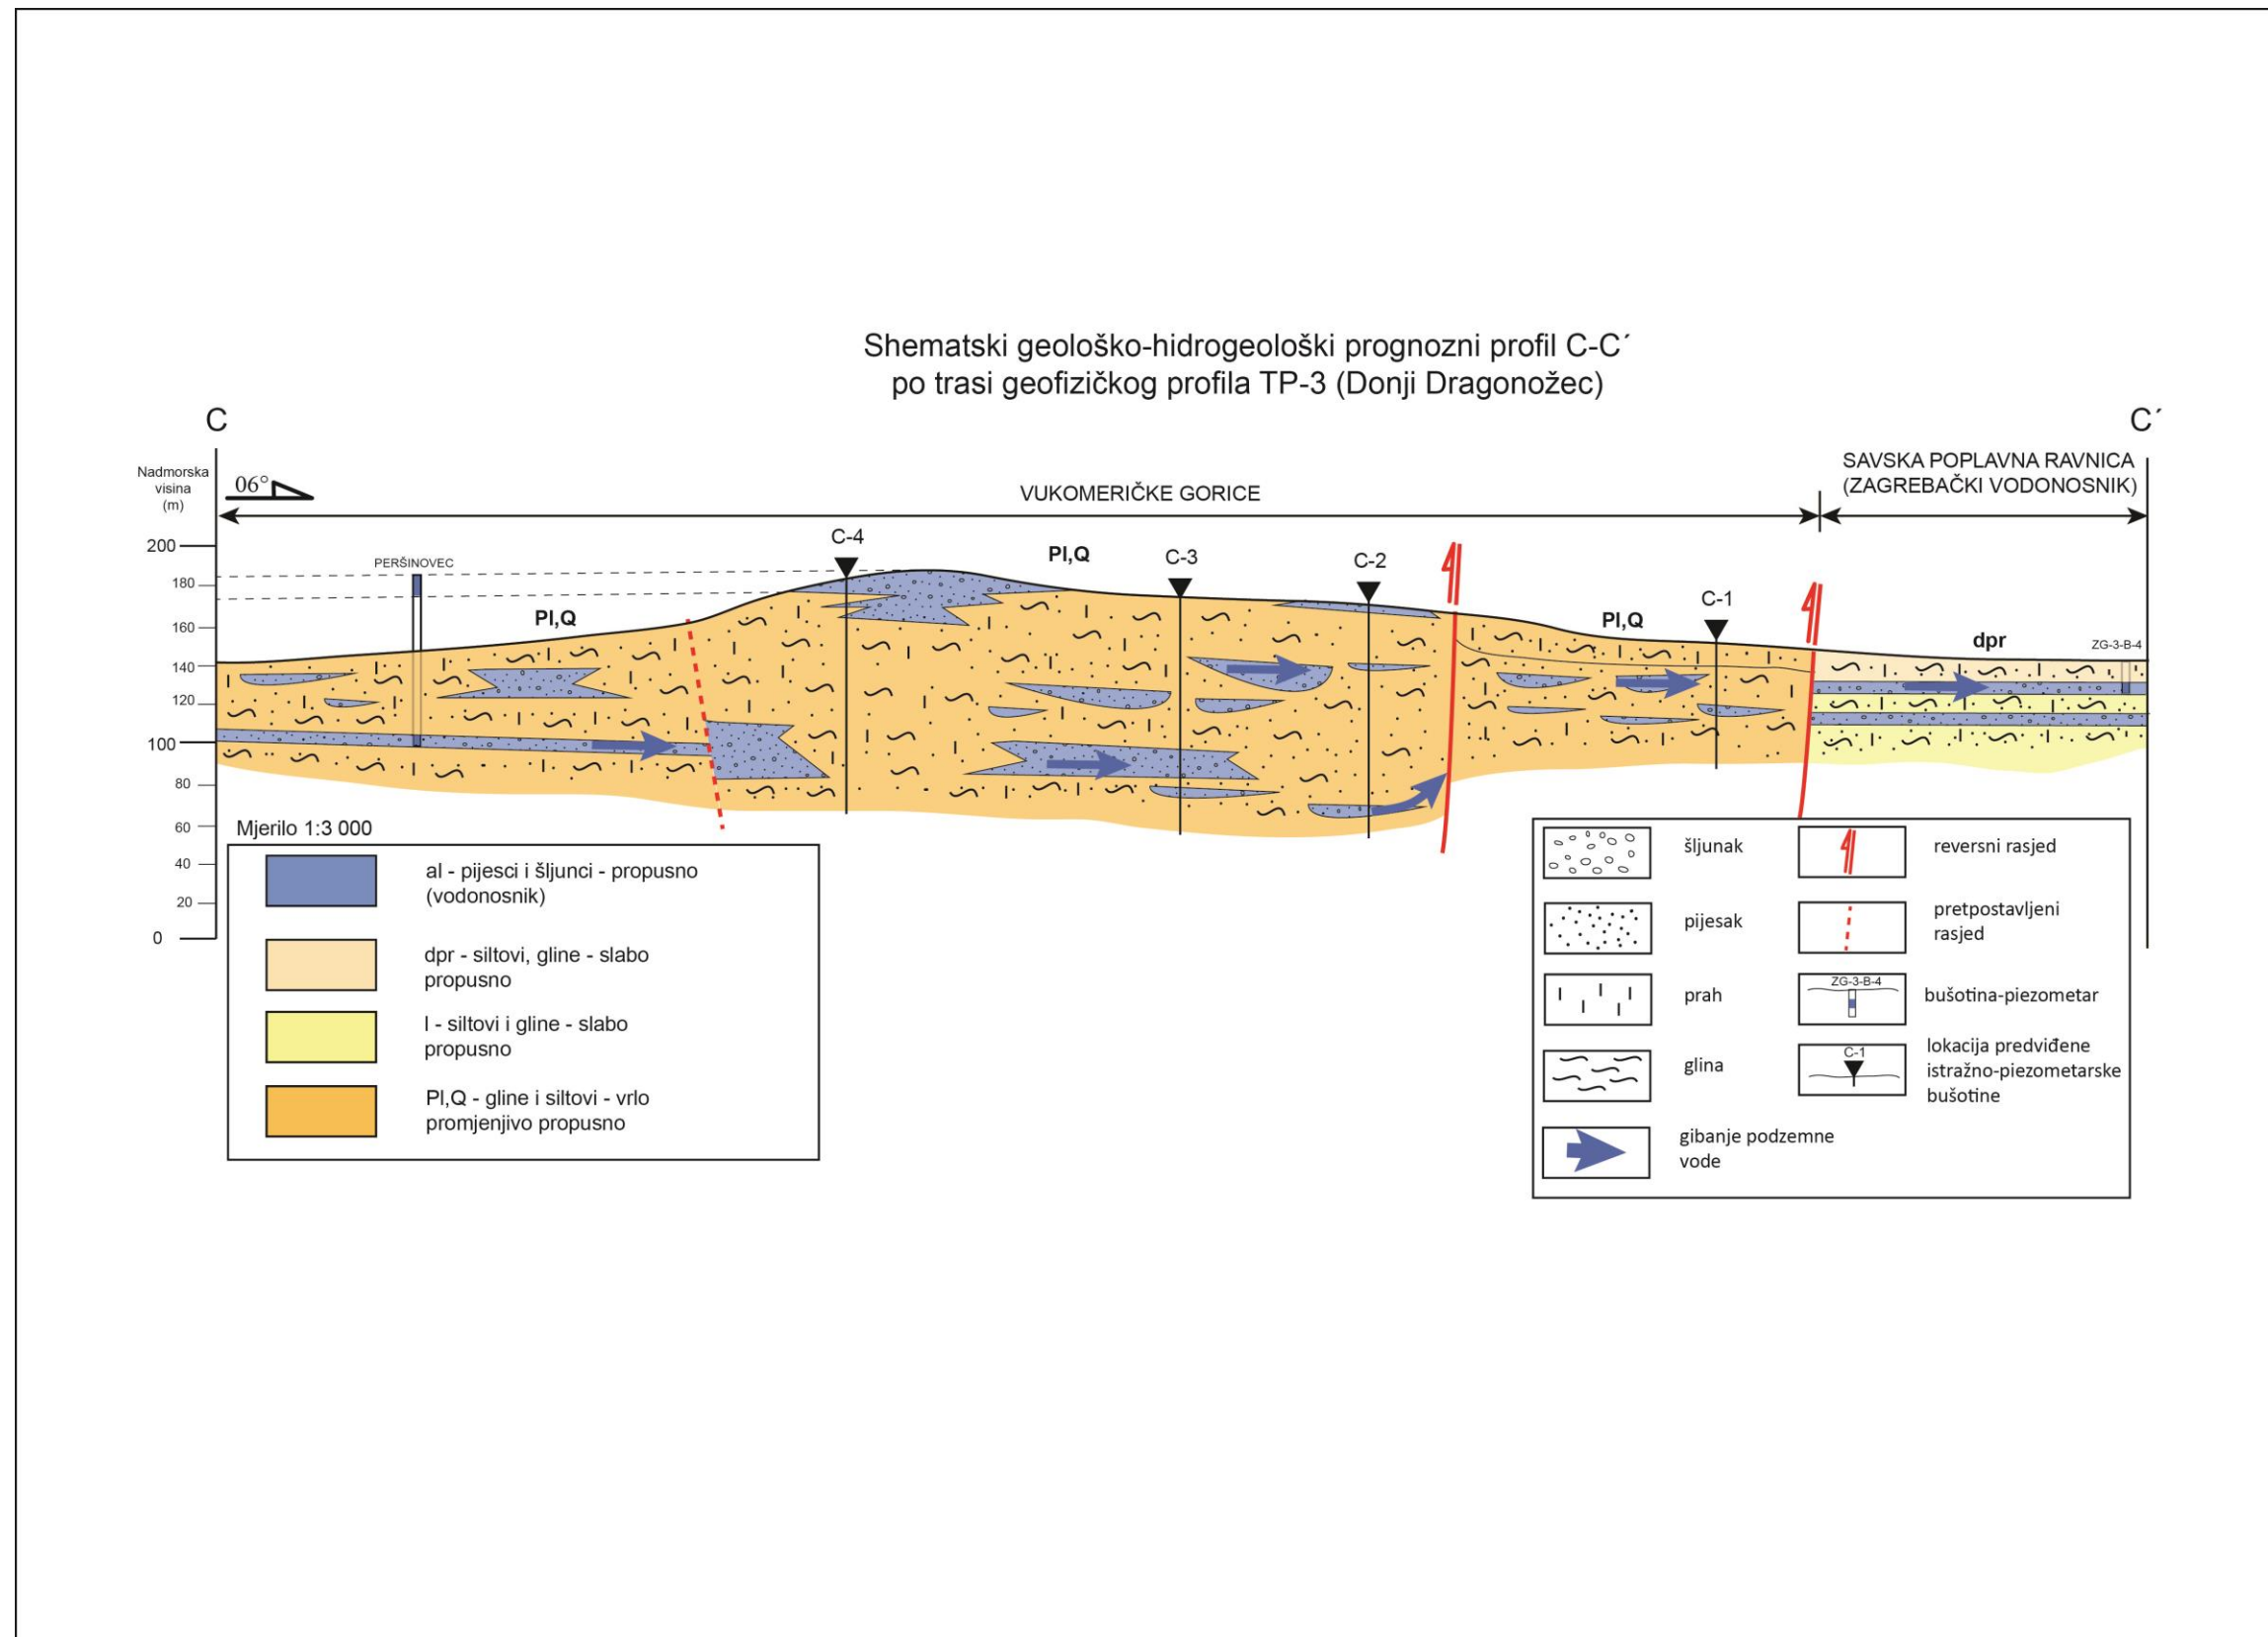 Shematski geološko-hidrogeološki prognozni profil C-C´
po trasi geofizičkog profila TP-3 (Donji Dragonožec)
C
C´
Nadmorska
visina
(m)
06°
VUKOMERIČKE GORICE
SAVSKA POPLAVNA RAVNICA
(ZAGREBAČKI VODONOSNIK)
200
180
160
140
120
100
80
60
40
20
0
PERŠINOVEC
Pl,Q
C-4
Pl,Q
C-3
C-2
Pl,Q
C-1
dpr
ZG-3-B-4
Mjerilo 1:3 000
al - pijesci i šljunci - propusno
(vodonosnik)
dpr - siltovi, gline - slabo
propusno
l - siltovi i gline - slabo
propusno
Pl,Q - gline i siltovi - vrlo
promjenjivo propusno
šljunak
pijesak
prah
glina
gibanje podzemne
vode
reversni rasjed
pretpostavljeni
rasjed
ZG-3-B-4
bušotina-piezometar
C-1
lokacija predviđene
istražno-piezometarske
bušotine